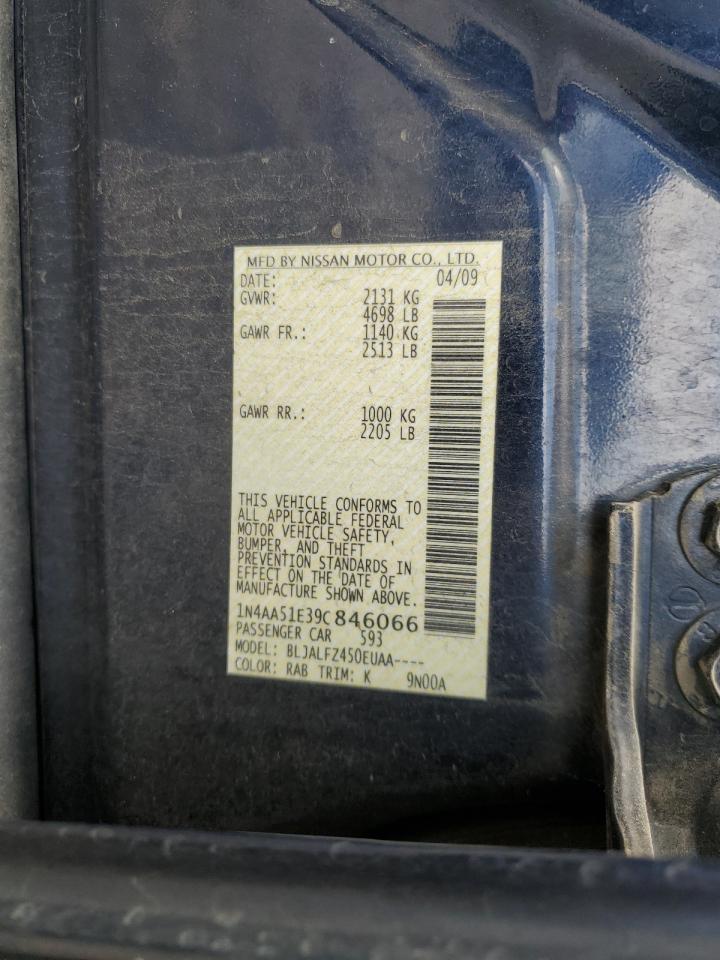 MFD BY NISSAN MOTOR CO., LTD.
DATE: 04/09
GVWR: 2131 KG
4698 LB
GAWR FR.: 1140 KG
2513 LB
GAWR RR.: 1000 KG
2205 LB
THIS VEHICLE CONFORMS TO
ALL APPLICABLE FEDERAL
MOTOR VEHICLE SAFETY,
BUMPER, AND THEFT
PREVENTION STANDARDS IN
EFFECT ON THE DATE OF
MANUFACTURE SHOWN ABOVE.
1N4AA51E39C846066
PASSENGER CAR 593
MODEL: BLJALFZ450EUAA----
COLOR: RAB TRIM: K 9N00A